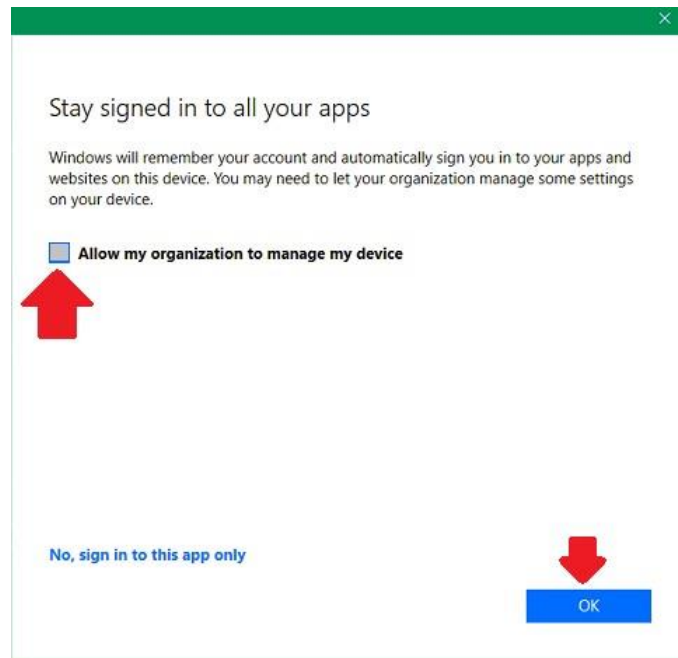 Stay signed in to all your apps
Windows will remember your account and automatically sign you in to your apps and
websites on this device. You may need to let your organization manage some settings
on your device.
Allow my organization to manage my device
No, sign in to this app only
OK